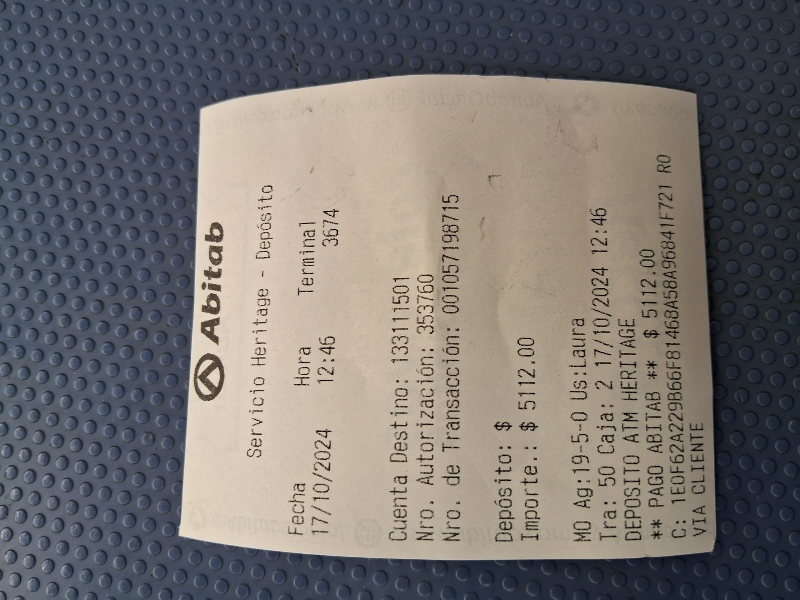 Abitab
Servicio Heritage - Depósito
Fecha Hora Terminal
17/10/2024 12:46 3674
Cuenta Destino: 133111501
Nro. Autorización: 353760
Nro. de Transacción: 001057198715
Depósito: $
Importe.: $ 5112.00
MO Ag:19-5-0 Us:Laura
Tra: 50 Caja: 2 17/10/2024 12:46
DEPOSITO ATM HERITAGE
** PAGO ABITAB ** $ 5112.00
C: 1E0F62A229B66F81468A58A96841F721 RO
VIA CLIENTE